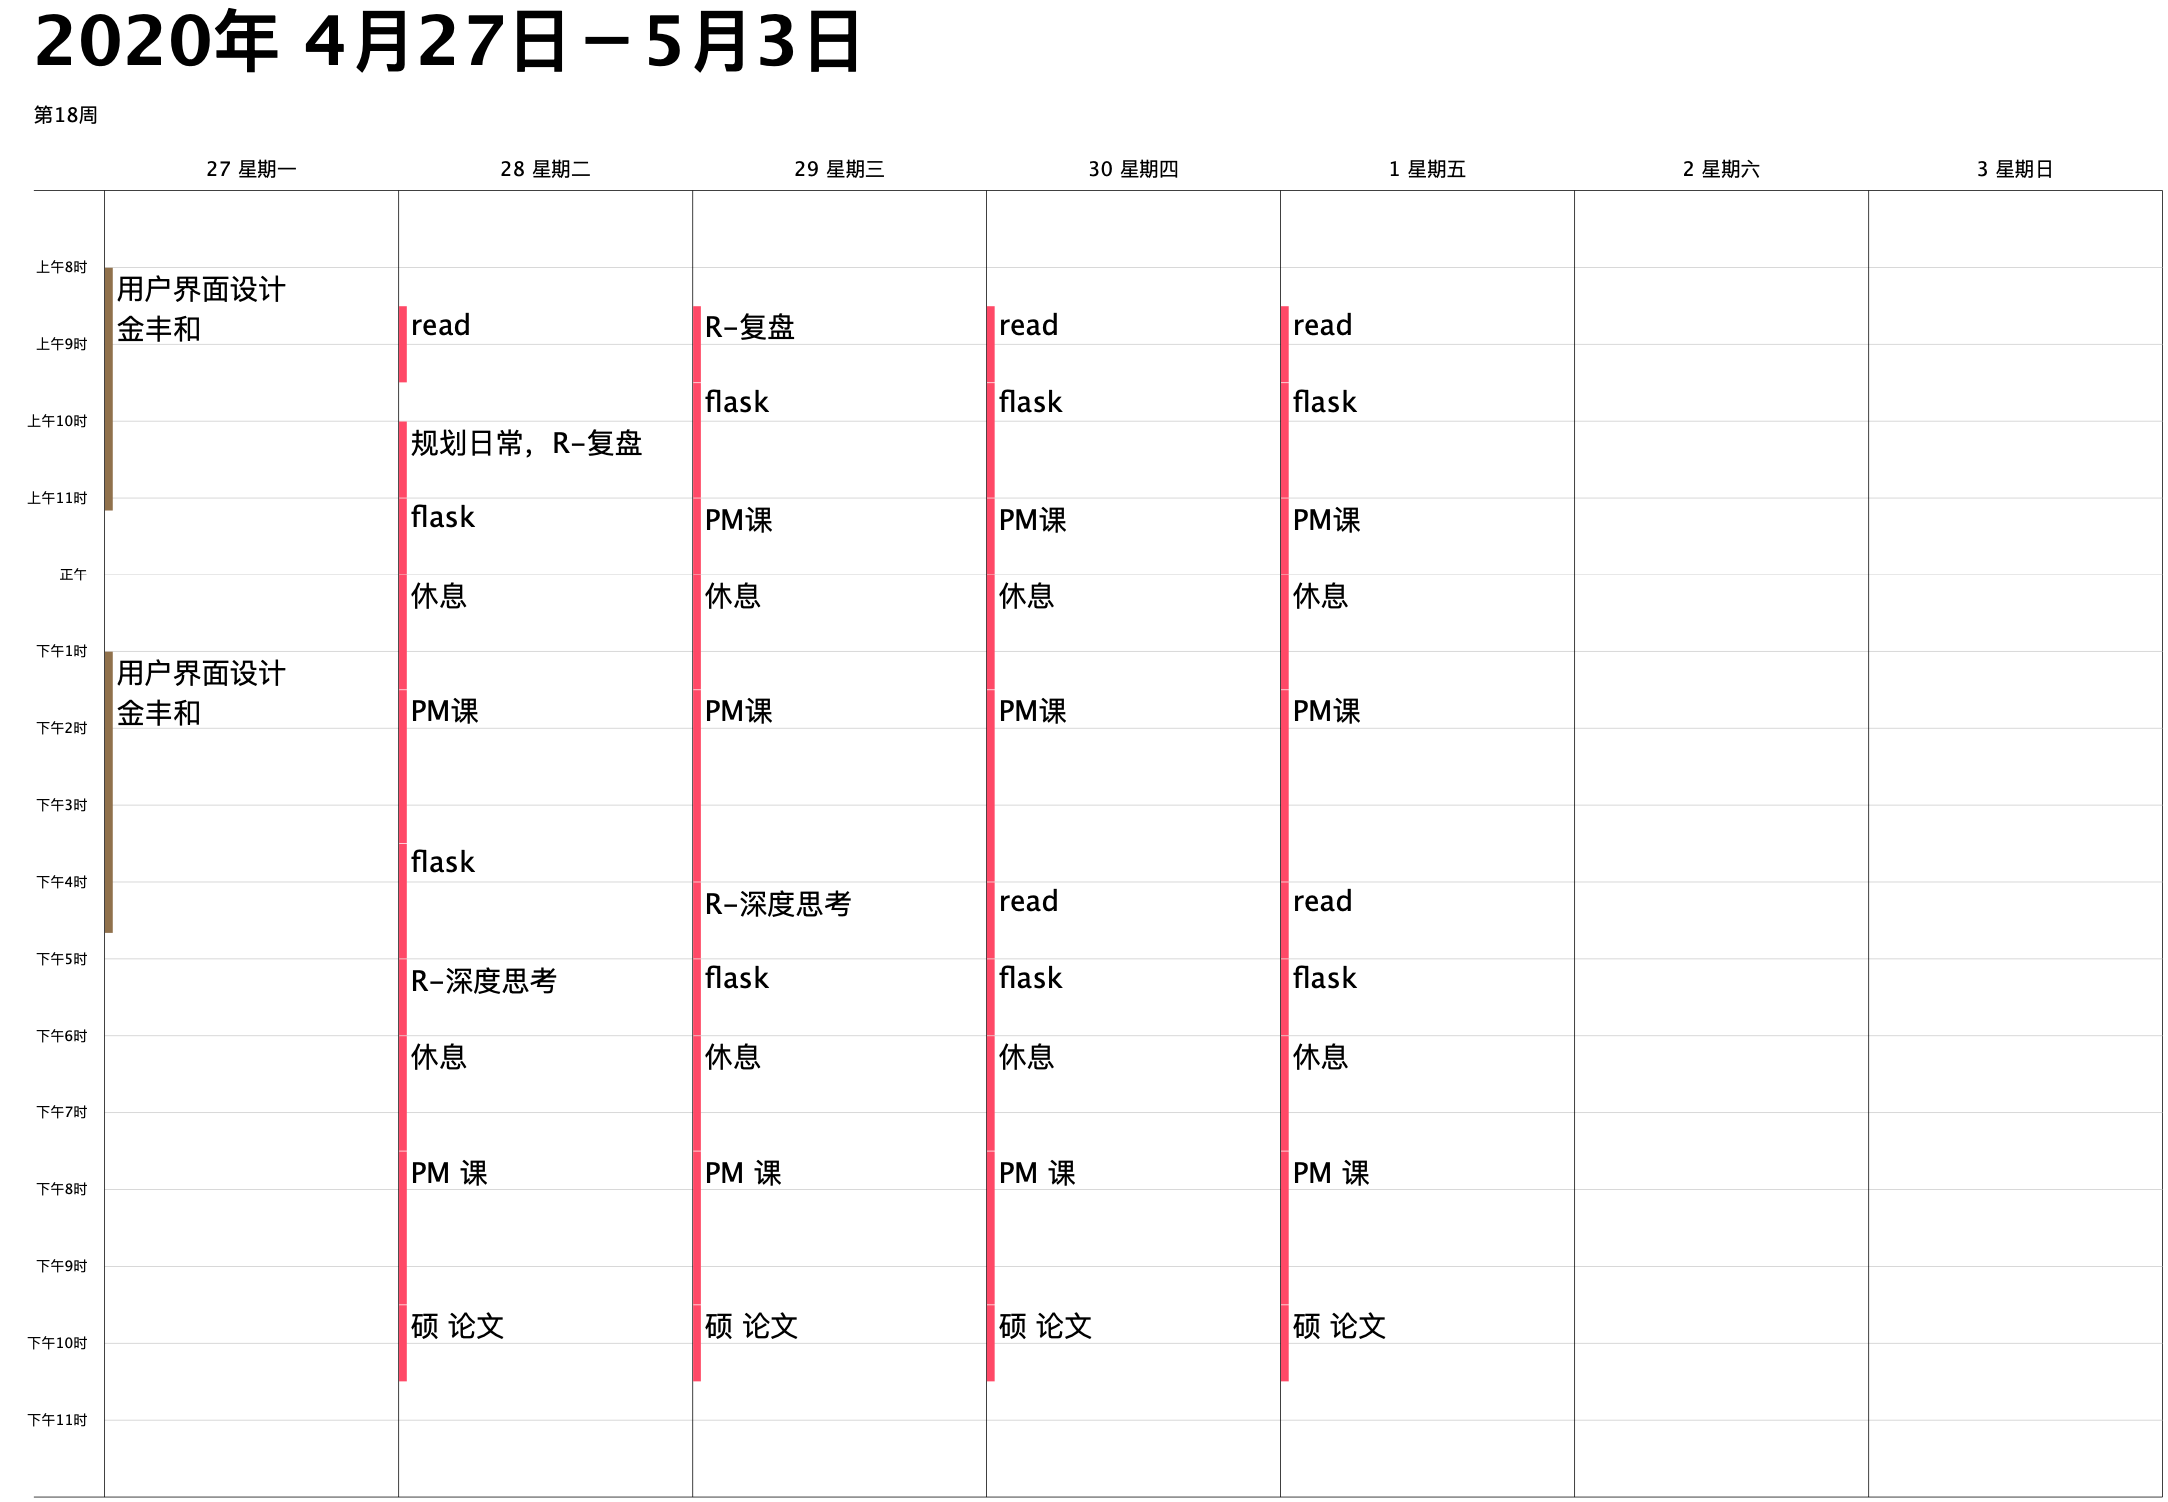 2020年 4月27日－5月3日
第18周
27 星期一
28 星期二
29 星期三
30 星期四
1 星期五
2 星期六
3 星期日
上午8时
上午9时
上午10时
上午11时
正午
下午1时
下午2时
下午3时
下午4时
下午5时
下午6时
下午7时
下午8时
下午9时
下午10时
下午11时
用户界面设计
金丰和
用户界面设计
金丰和
read
规划日常，R-复盘
flask
休息
PM课
flask
R-深度思考
休息
PM 课
硕 论文
R-复盘
flask
PM课
休息
PM课
R-深度思考
flask
休息
PM 课
硕 论文
read
flask
PM课
休息
PM课
read
flask
休息
PM 课
硕 论文
read
flask
PM课
休息
PM课
read
flask
休息
PM 课
硕 论文